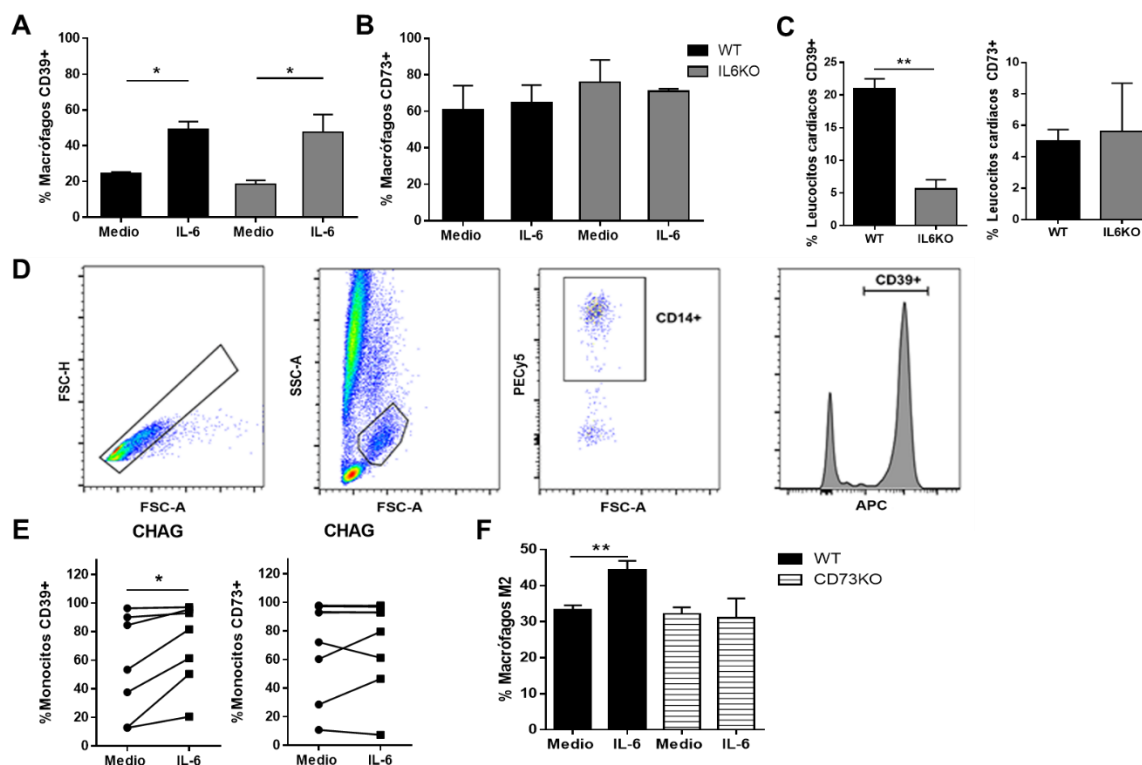 A
% Macrófagos CD39+
100
80
60
40
20
0
*
*
Medio
IL-6
Medio
IL-6
B
% Macrófagos CD73+
100
80
60
40
20
0
Medio
IL-6
Medio
IL-6
WT
IL6KO
C
% Leucocitos cardiacos CD39+
25
20
15
10
5
0
**
WT
IL6KO
% Leucocitos cardiacos CD73+
10
8
6
4
2
0
WT
IL6KO
D
FSC-H
FSC-A
SSC-A
FSC-A
PECy5
CD14+
FSC-A
CD39+
APC
E
CHAG
%Monocitos CD39+
120
100
80
60
40
20
0
*
Medio
IL-6
CHAG
%Monocitos CD73+
120
100
80
60
40
20
0
Medio
IL-6
F
% Macrófagos M2
50
40
30
20
10
0
**
Medio
IL-6
Medio
IL-6
WT
CD73KO